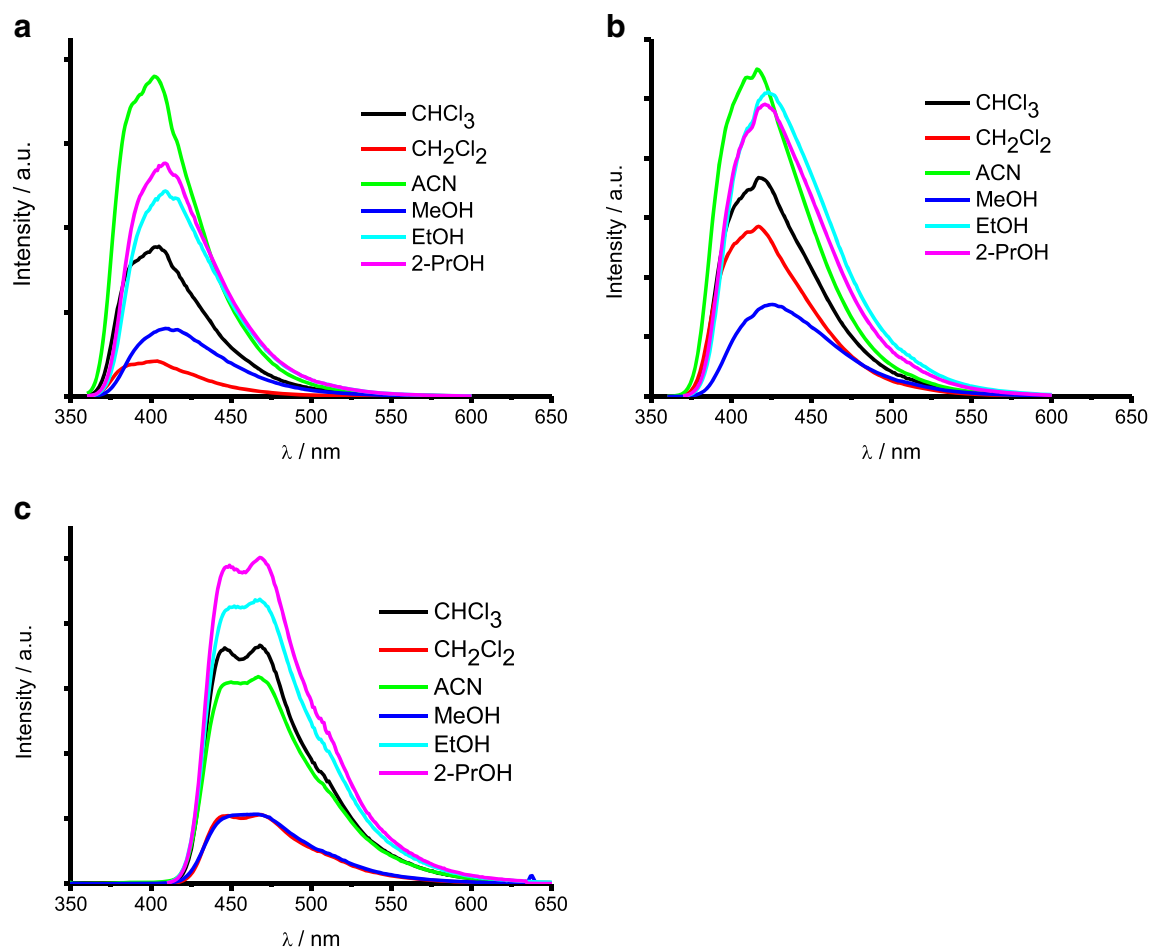 a
Intensity / a.u.
CHCl3
CH2Cl2
ACN
MeOH
EtOH
2-PrOH
350 400 450 500 550 600 650
λ / nm
b
Intensity / a.u.
CHCl3
CH2Cl2
ACN
MeOH
EtOH
2-PrOH
350 400 450 500 550 600 650
λ / nm
c
Intensity / a.u.
CHCl3
CH2Cl2
ACN
MeOH
EtOH
2-PrOH
350 400 450 500 550 600 650
λ / nm